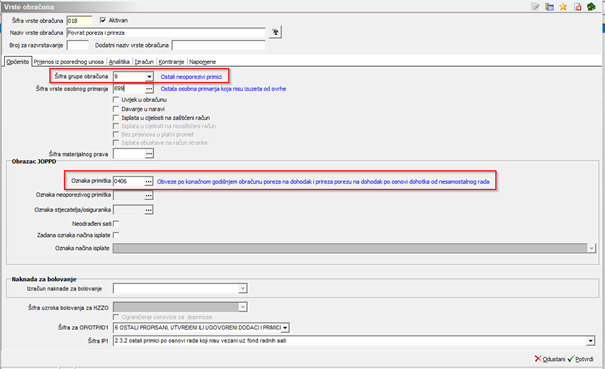 Vrste obračuna
Šifra vrste obračuna 018 Aktivan
Naziv vrste obračuna Povrat poreza i prireza
Broj za razvrstavanje Dodatni naziv vrste obračuna
Općenito Prijenos iz posrednog unosa Analitika Izračun Kontiranje Napomene
Šifra grupe obračuna 9 Ostali neoporezivi primici
Šifra vrste osobnog primanja 699 Ostala osobna primanja koja nisu izuzeta od ovrhe
Uvijek u obračunu
Davanje u naravi
Isplata u cijelosti na zaštićeni račun
Isplata u cijelosti na nezaštićeni račun
Bez prijenosa u platni promet
Isplata obustave na račun stranke
Šifra materijalnog prava
Obrazac JOPPD
Oznaka primitka 0406 Obveze po konačnom godišnjem obračunu poreza na dohodak i prireza porezu na dohodak po osnovi dohotka od nesamostalnog rada
Oznaka neoporezivog primitka
Oznaka stjecatelja/osiguranika
Neodrađeni sati
Zadana oznaka načina isplate
Oznaka načina isplate
Naknada za bolovanje
Izračun naknade za bolovanje
Šifra uzroka bolovanja za HZZO
Ograničenje osnovice za doprinose
Šifra za OP/OTP/IO1 6 OSTALI PROPISANI, UTVRĐENI ILI UGOVORENI DODACI I PRIMICI
Šifra IP1 2.3.2 ostali primici po osnovi rada koji nisu vezani uz fond radnih sati
Odustani Potvrdi